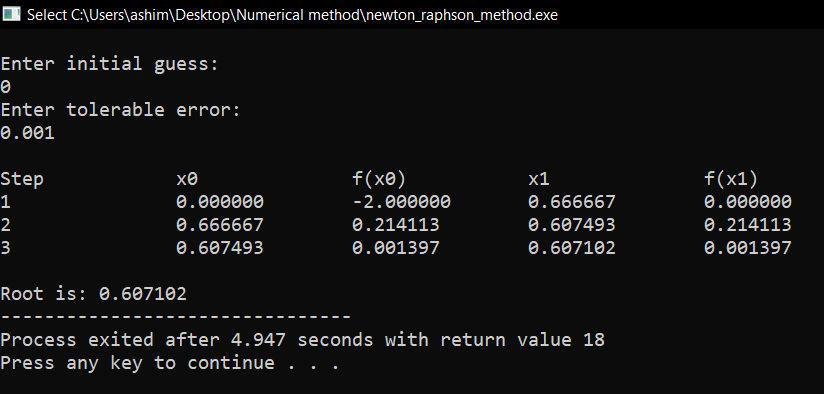 Select C:\Users\ashim\Desktop\Numerical method\newton_raphson_method.exe
Enter initial guess:
0
Enter tolerable error:
0.001
Step x0 f(x0) x1 f(x1)
1 0.000000 -2.000000 0.666667 0.000000
2 0.666667 0.214113 0.607493 0.214113
3 0.607493 0.001397 0.607102 0.001397
Root is: 0.607102
--------------------------------
Process exited after 4.947 seconds with return value 18
Press any key to continue . . .